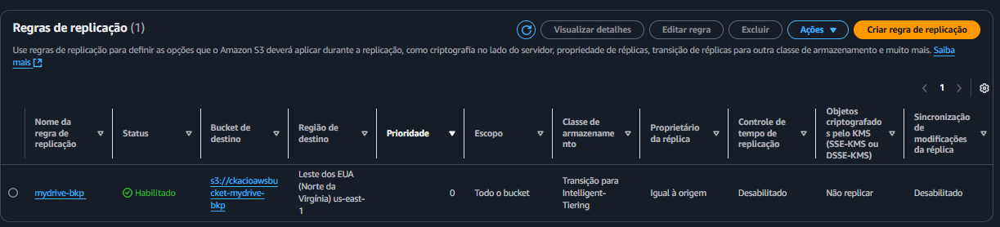 Regras de replicação (1)
Visualizar detalhes
Editar regra
Excluir
Ações
Criar regra de replicação
Use regras de replicação para definir as opções que o Amazon S3 deverá aplicar durante a replicação, como criptografia no lado do servidor, propriedade de réplicas, transição de réplicas para outra classe de armazenamento e muito mais. Saiba
mais
1
Nome da
regra de
replicação
Status
Bucket de
destino
Região de
destino
Prioridade
Escopo
Classe de
armazename
nto
Proprietário
da réplica
Controle de
tempo de
replicação
Objetos
criptografado
s pelo KMS
(SSE-KMS ou
DSSE-KMS)
Sincronização
de
modificações
da réplica
mydrive-bkp
Habilitado
s3://ckacioawsbu
cket-mydrive-
bkp
Leste dos EUA
(Norte da
Virgínia) us-east-
1
0
Todo o bucket
Transição para
Intelligent-
Tiering
Igual à origem
Desabilitado
Não replicar
Desabilitado